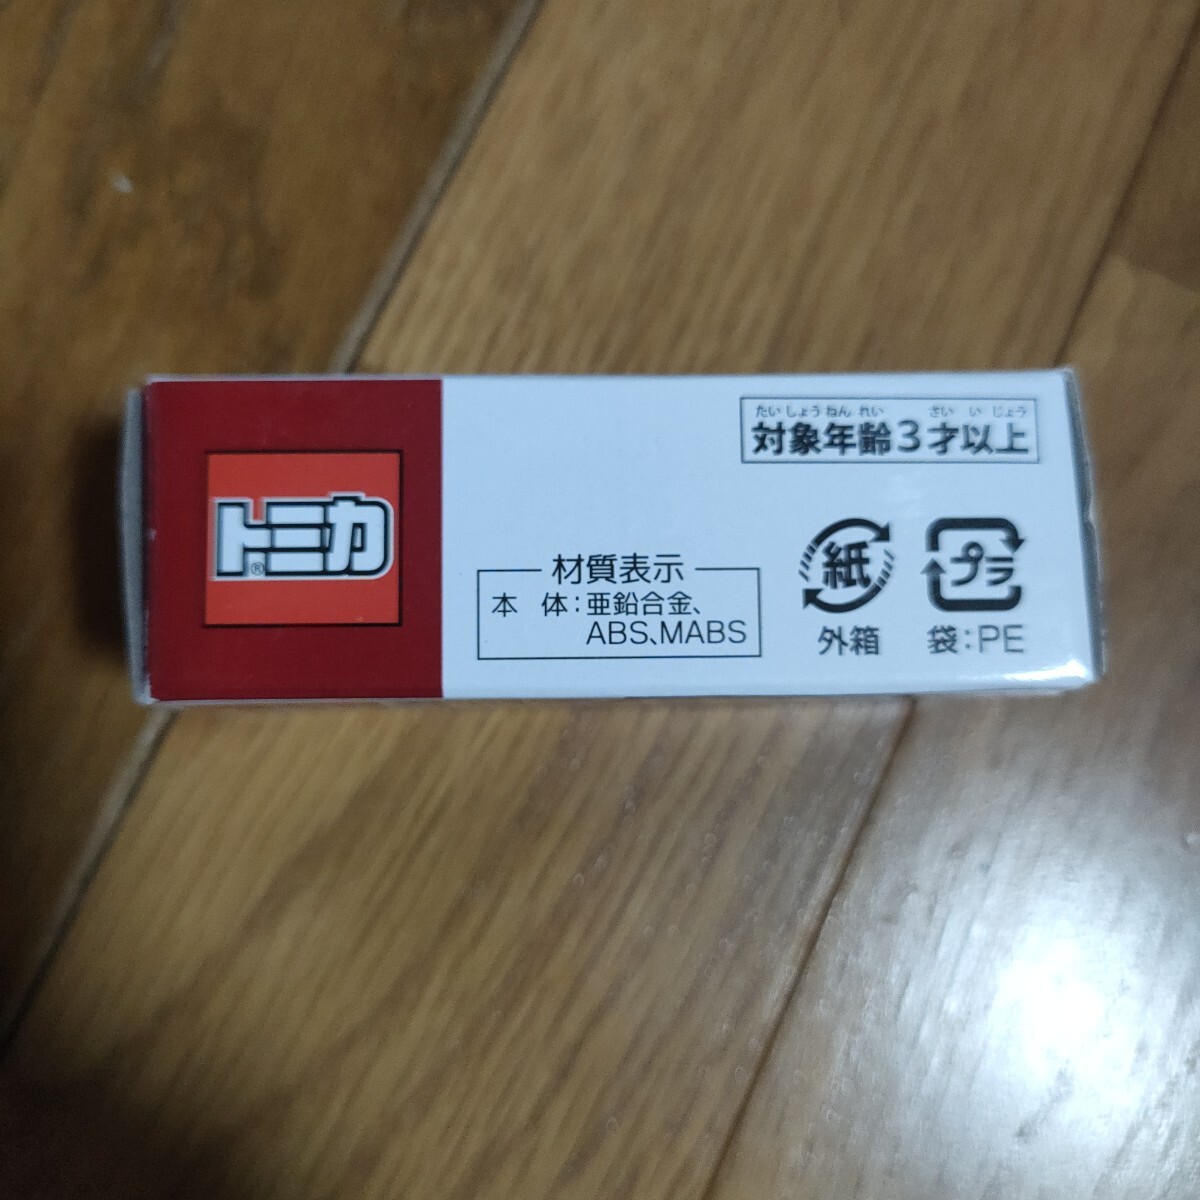 トミカ®
たいしょうねんれい さい いじょう
対象年齢3才以上
材質表示
本 体:亜鉛合金、
ABS、MABS
紙
外箱
プラ
袋:PE